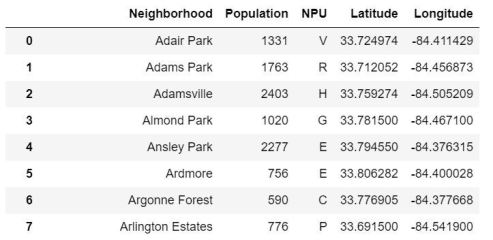 Neighborhood Population NPU Latitude Longitude
0 Adair Park 1331 V 33.724974 -84.411429
1 Adams Park 1763 R 33.712052 -84.456873
2 Adamsville 2403 H 33.759274 -84.505209
3 Almond Park 1020 G 33.781500 -84.467100
4 Ansley Park 2277 E 33.794550 -84.376315
5 Ardmore 756 E 33.806282 -84.400028
6 Argonne Forest 590 C 33.776905 -84.377668
7 Arlington Estates 776 P 33.691500 -84.541900